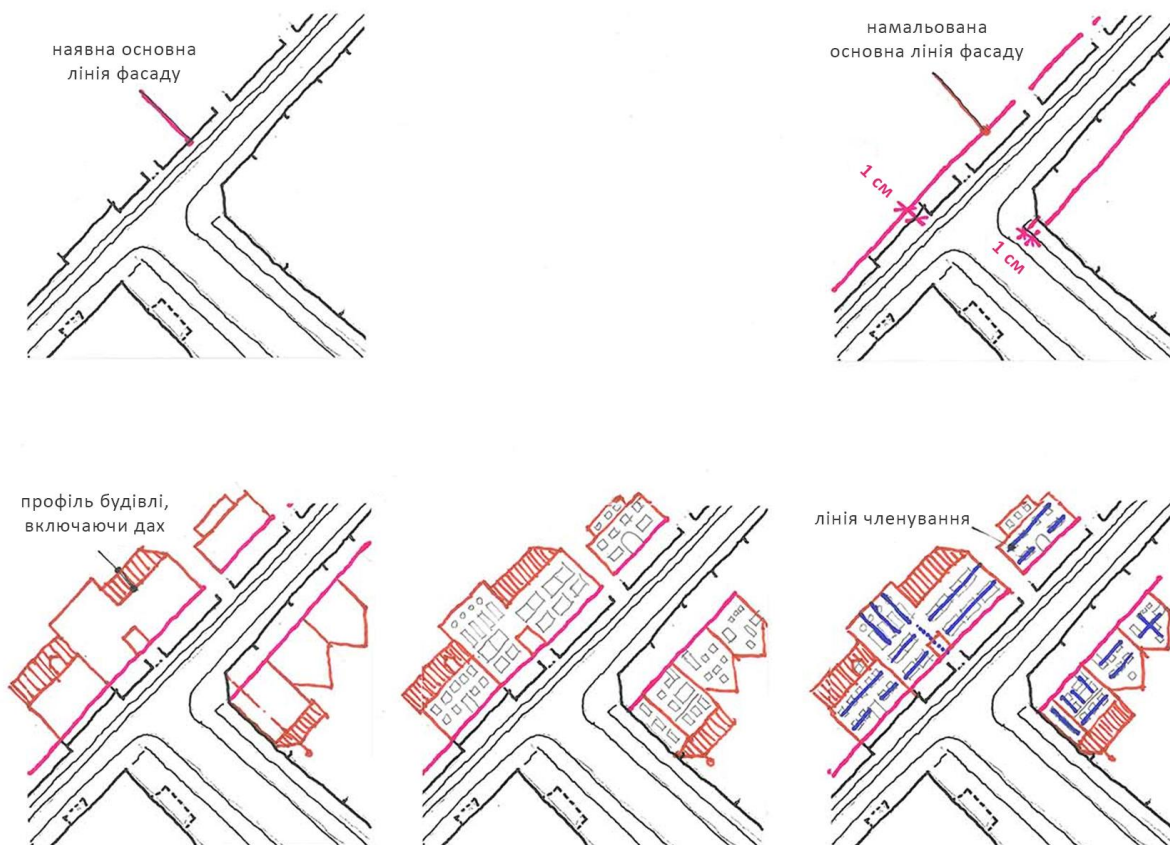 наявна основна
лінія фасаду
намальована
основна лінія фасаду
1 см
1 см
профіль будівлі,
включаючи дах
лінія членування